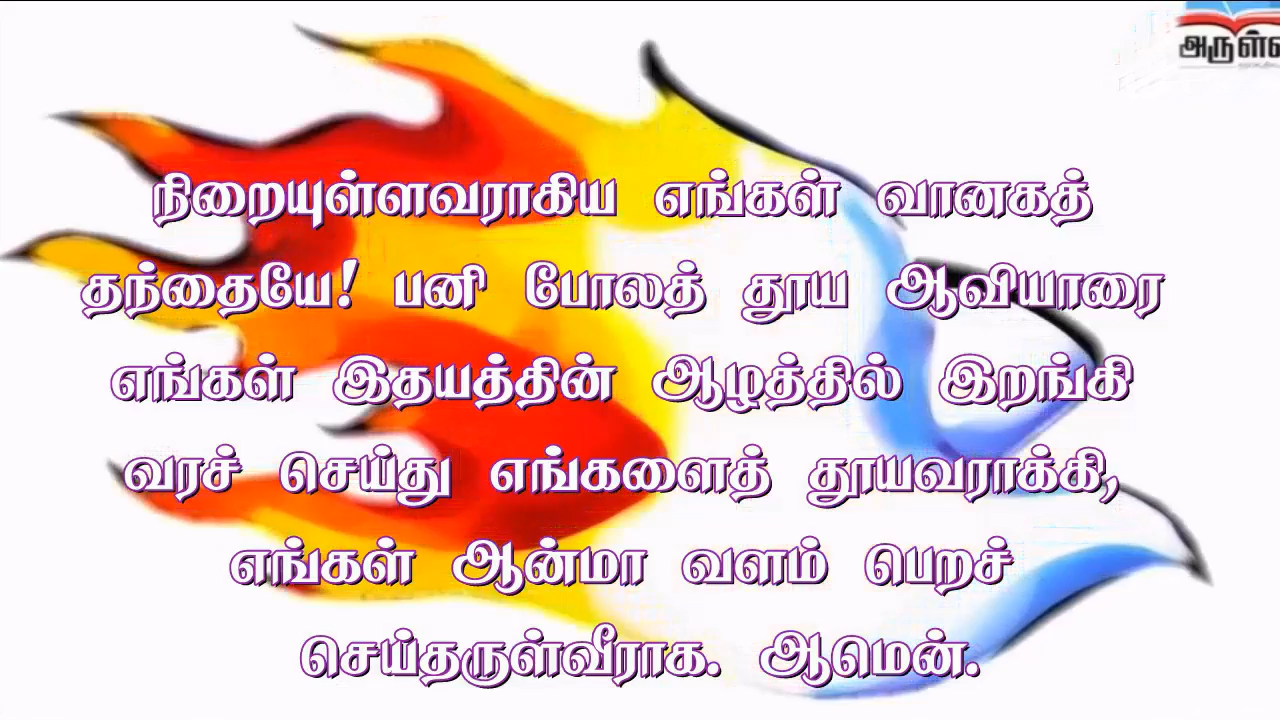 நிறையுள்ளவராகிய எங்கள் வானகத்
தந்தையே! பனி போலத் தூய ஆவியாரை
எங்கள் இதயத்தின் ஆழத்தில் இறங்கி
வரச் செய்து எங்களைத் தூயவராக்கி,
எங்கள் ஆன்மா வளம் பெறச்
செய்தருள்வீராக. ஆமென்.